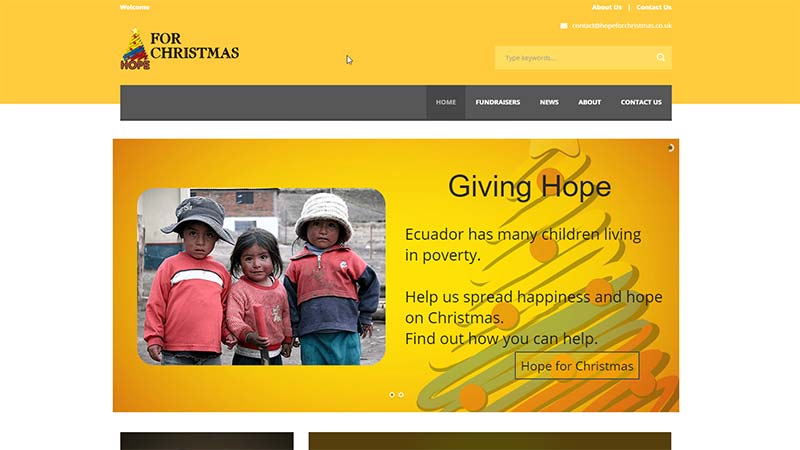 Welcome
About Us | Contact Us
contact@hopeforchristmas.co.uk
FOR
CHRISTMAS
HOPE
Type keywords...
HOME
FUNDRAISERS
NEWS
ABOUT
CONTACT US
Giving Hope
Ecuador has many children living
in poverty.
Help us spread happiness and hope
on Christmas.
Find out how you can help.
Hope for Christmas